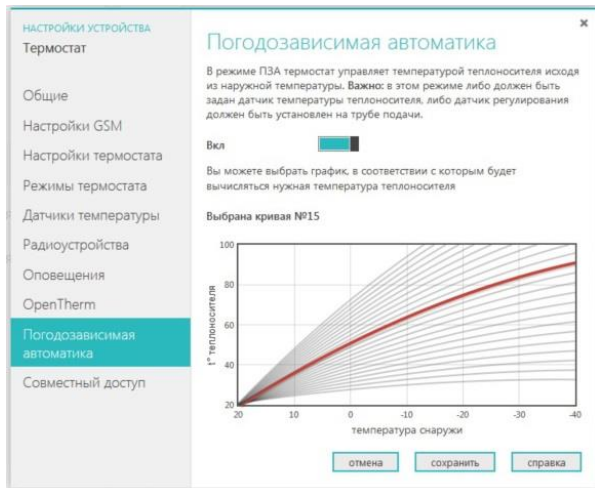 НАСТРОЙКИ УСТРОЙСТВА
Термостат
Общие
Настройки GSM
Настройки термостата
Режимы термостата
Датчики температуры
Радиоустройства
Оповещения
OpenTherm
Погодозависимая
автоматика
Совместный доступ
Погодозависимая автоматика
В режиме ПЗА термостат управляет температурой теплоносителя исходя
из наружной температуры. Важно: в этом режиме либо должен быть
задан датчик температуры теплоносителя, либо датчик регулирования
должен быть установлен на трубе подачи.
Вкл
Вы можете выбрать график, в соответствии с которым будет
вычисляться нужная температура теплоносителя
Выбрана кривая №15
t° теплоносителя
100
80
60
40
20
20 10 0 -10 -20 -30 -40
температура снаружи
отмена сохранить справка